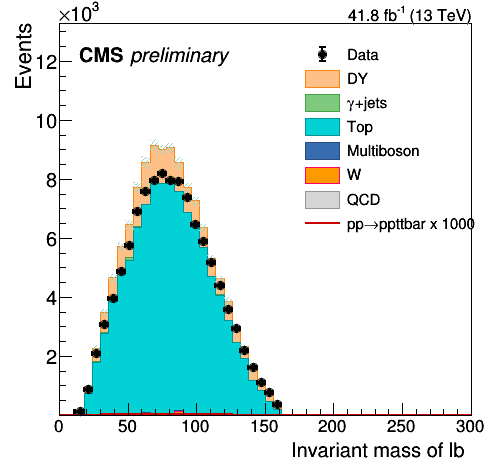 ×10³
41.8 fb⁻¹ (13 TeV)
Events
CMS preliminary
Data
DY
γ+jets
Top
Multiboson
W
QCD
pp→ppttbar x 1000
12
10
8
6
4
2
0 50 100 150 200 250 300
Invariant mass of lb